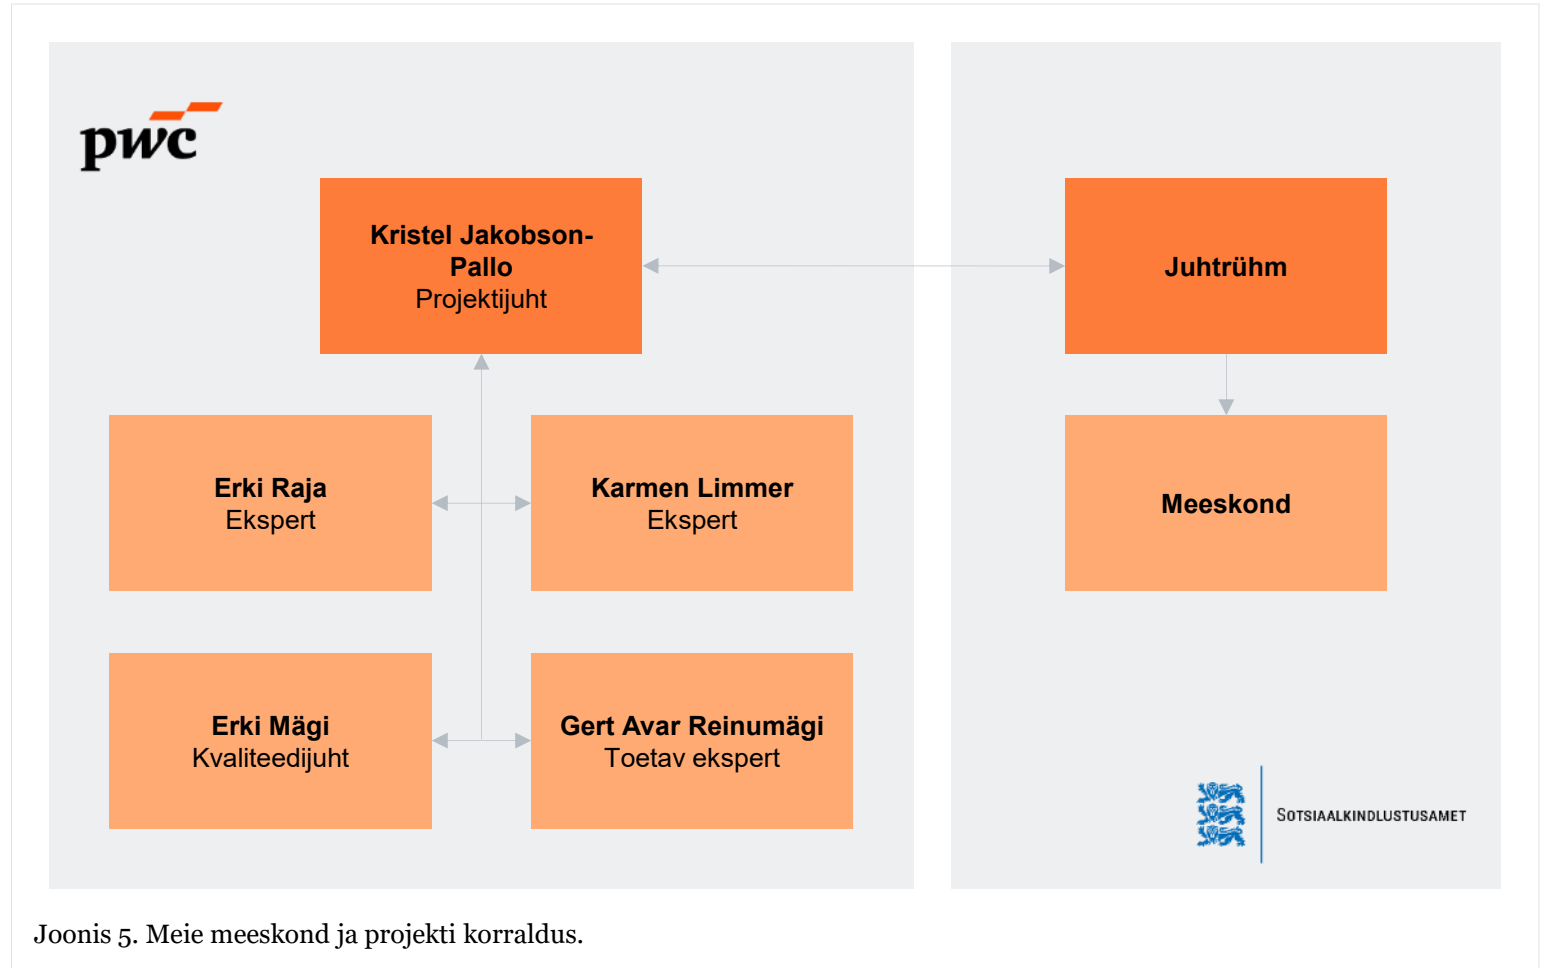 pwc
Kristel Jakobson-
Pallo
Projektijuht
Juhtrühm
Erki Raja
Ekspert
Karmen Limmer
Ekspert
Meeskond
Erki Mägi
Kvaliteedijuht
Gert Avar Reinumägi
Toetav ekspert
SOTSIAALKINDLUSTUSAMET
Joonis 5. Meie meeskond ja projekti korraldus.